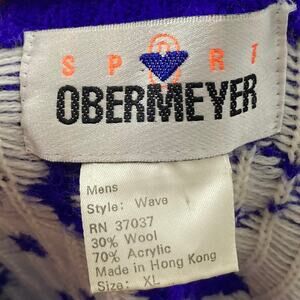 SPORT
OBERMEYER
Mens
Style: Wave
RN 37037
30% Wool
70% Acrylic
Made in Hong Kong
Size: XL